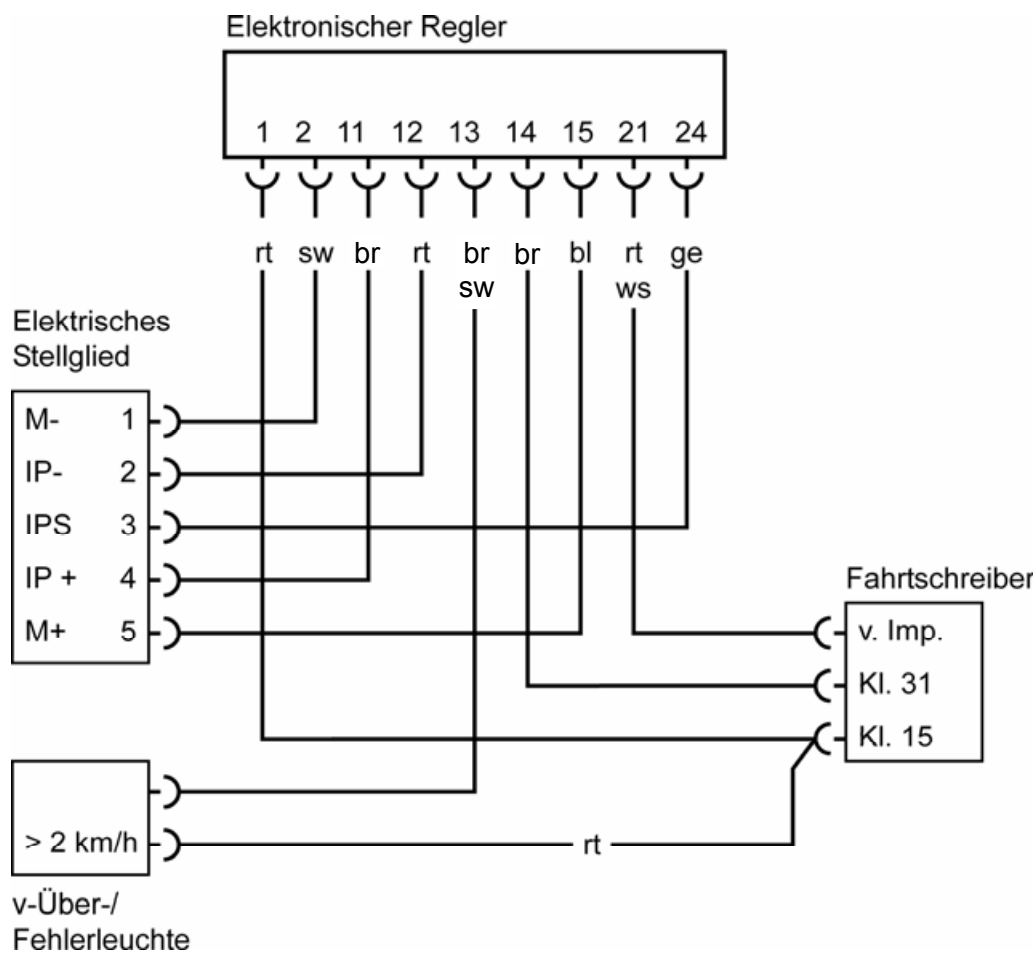 Elektronischer Regler
1 2 11 12 13 14 15 21 24
rt sw br rt br br bl rt ge
sw ws
Elektrisches
Stellglied
M- 1
IP- 2
IPS 3
IP + 4
M+ 5
Fahrtschreiber
v. Imp.
Kl. 31
Kl. 15
> 2 km/h
rt
v-Über-/
Fehlerleuchte